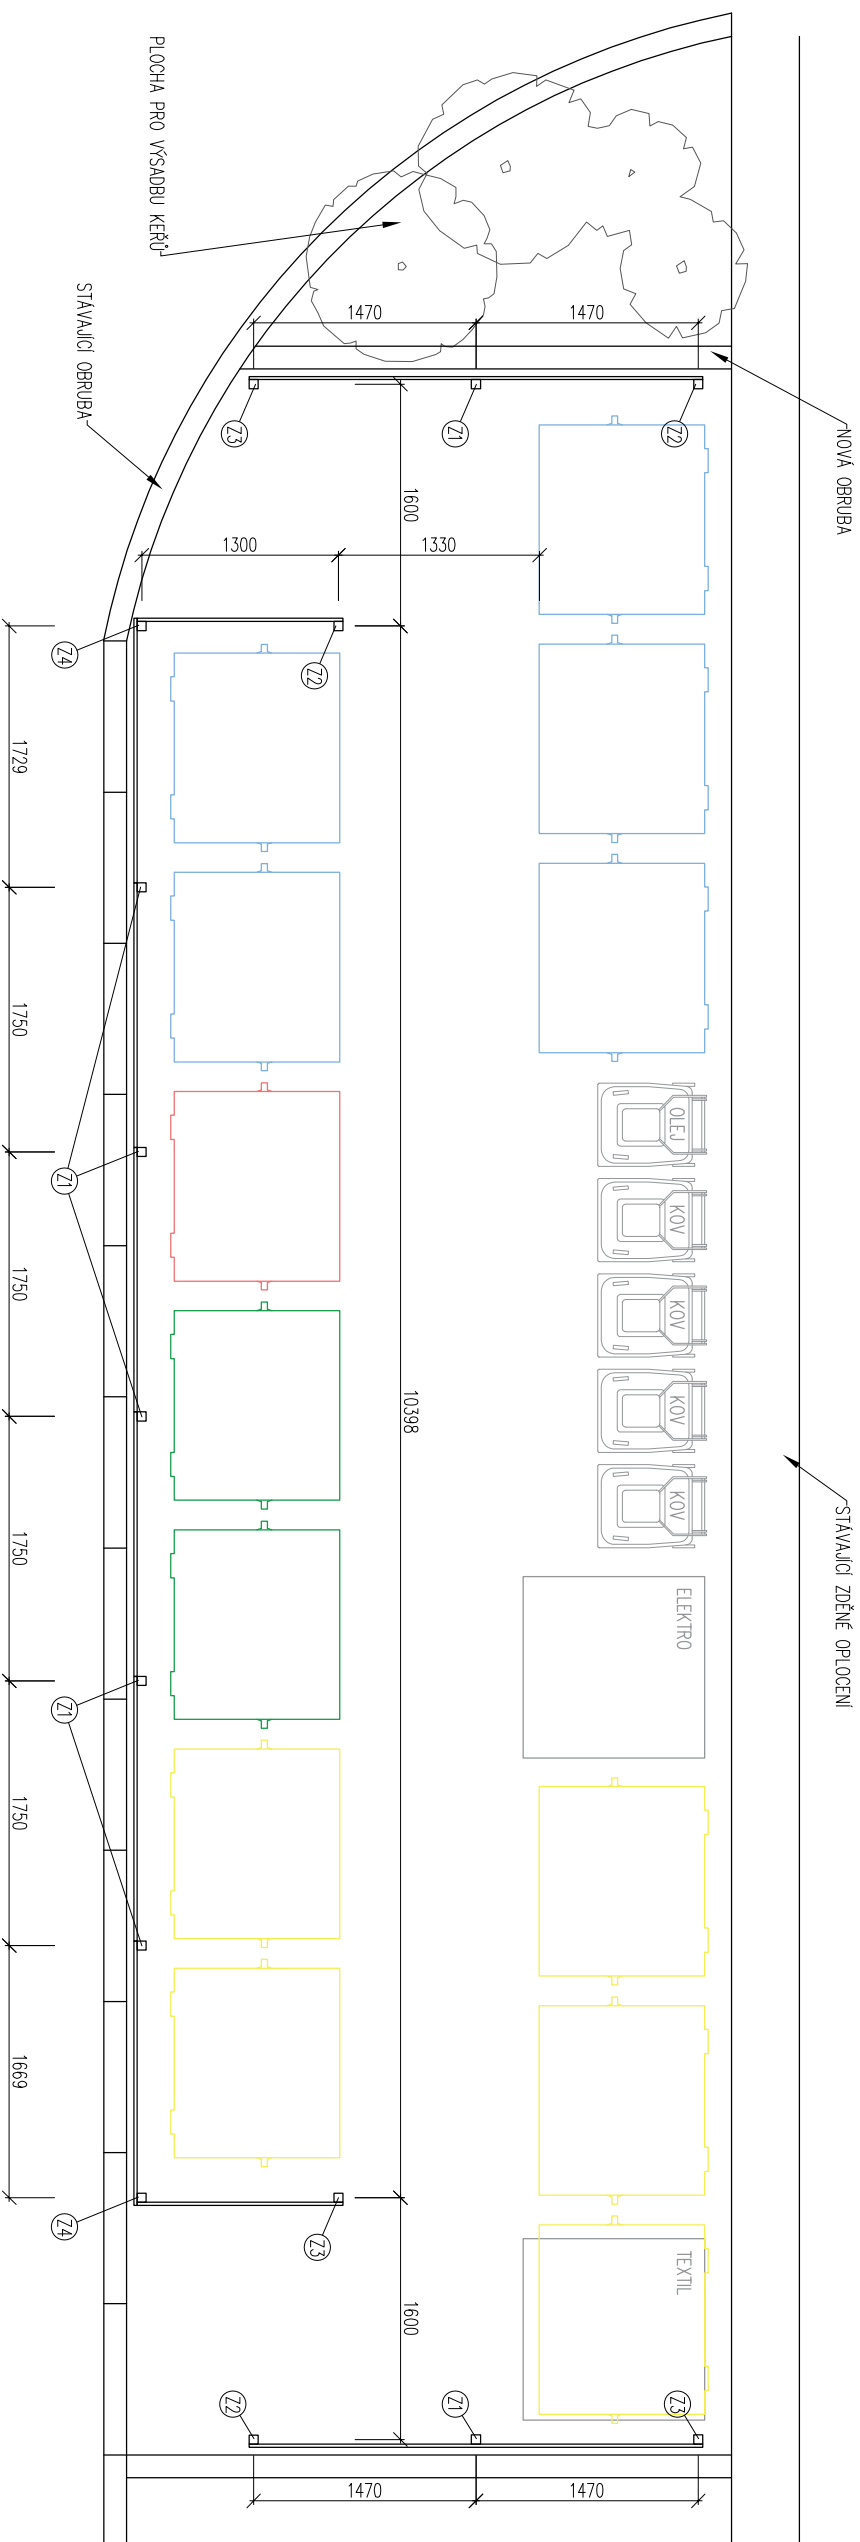 PLOCHA PRO VÝSADBU KEŘŮ
STÁVAJÍCÍ OBRUBA
NOVÁ OBRUBA
STÁVAJÍCÍ ZDĚNÉ OPLOCENÍ
1470
1470
Z3
Z1
Z2
1600
1300
1330
Z4
Z2
1729
1750
Z1
1750
10398
1750
Z1
1750
1669
OLEJ
KOV
KOV
KOV
KOV
ELEKTRO
TEXTIL
Z4
Z3
1600
Z2
Z1
Z3
1470
1470